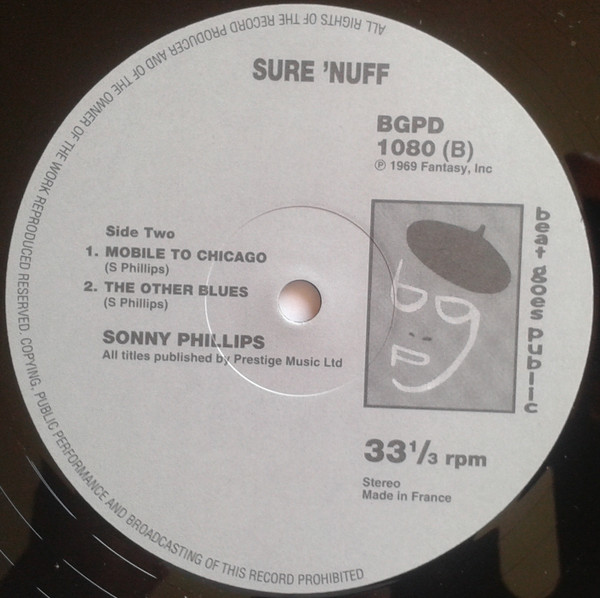 SURE 'NUFF
BGPD
1080 (B)
℗ 1969 Fantasy, Inc
Side Two
1. MOBILE TO CHICAGO
(S Phillips)
2. THE OTHER BLUES
(S Phillips)
SONNY PHILLIPS
All titles published by Prestige Music Ltd
beat goes public
33 1/3 rpm
Stereo
Made in France
ALL RIGHTS OF THE RECORD PRODUCER AND OF THE OWNER OF THE WORK REPRODUCED RESERVED. COPYING, PUBLIC PERFORMANCE AND BROADCASTING OF THIS RECORD PROHIBITED